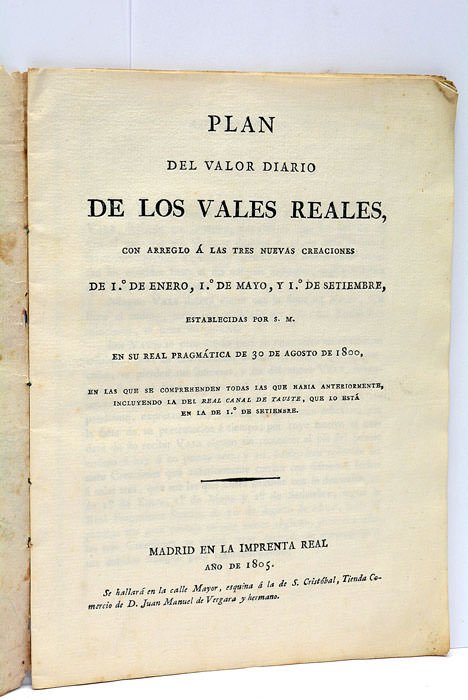 PLAN
DEL VALOR DIARIO
DE LOS VALES REALES,
CON ARREGLO Á LAS TRES NUEVAS CREACIONES
DE 1.º DE ENERO, 1.º DE MAYO, Y 1.º DE SETIEMBRE,
ESTABLECIDAS POR S. M.
EN SU REAL PRAGMÁTICA DE 30 DE AGOSTO DE 1800,
EN LAS QUE SE COMPREHENDEN TODAS LAS QUE HABIA ANTERIORMENTE,
INCLUYENDO LA DEL REAL CANAL DE TAUSTE, QUE LO ESTÁ
EN LA DE 1.º DE SETIEMBRE.
MADRID EN LA IMPRENTA REAL
AÑO DE 1805.
Se hallará en la calle Mayor, esquina á la de S. Cristóbal, Tienda Co-
mercio de D. Juan Manuel de Vergara y hermano.